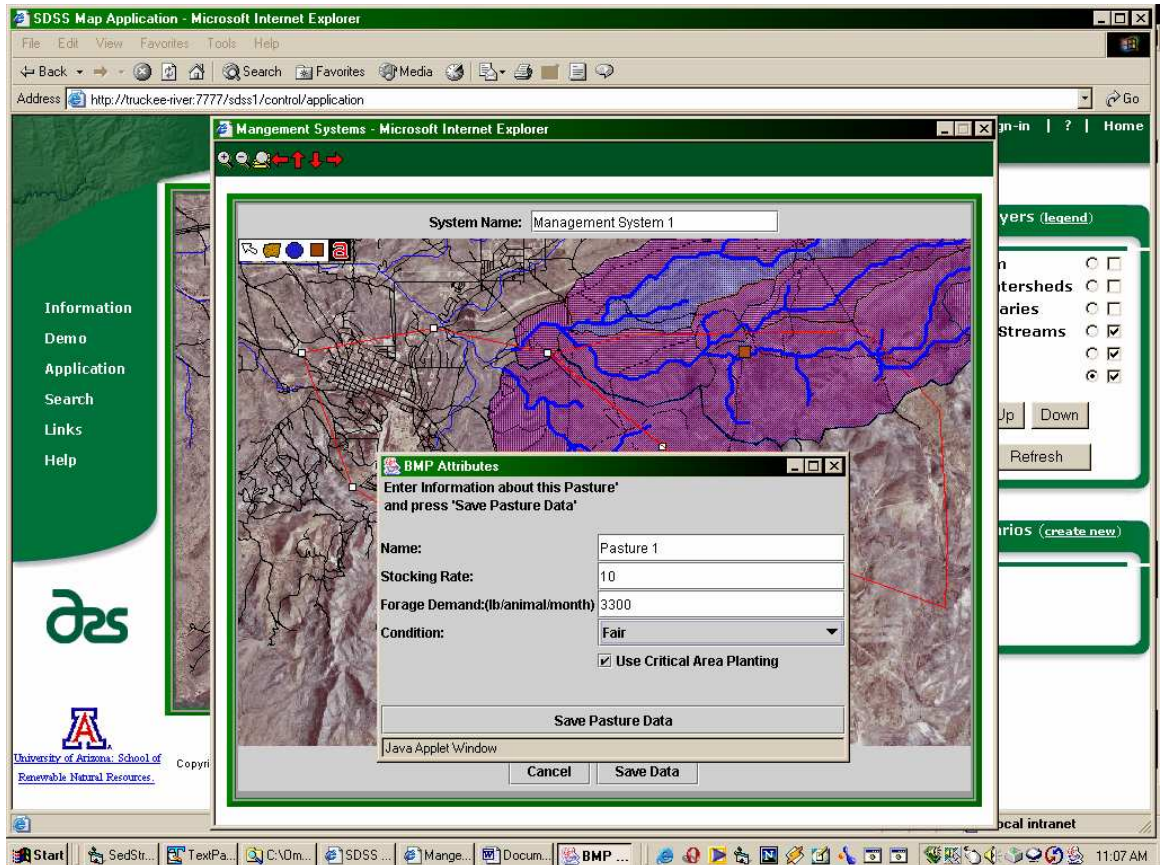 SDSS Map Application - Microsoft Internet Explorer
File Edit View Favorites Tools Help
Back Search Favorites Media
Address http://truckee-river:7777/sdss1/control/application Go
Mangement Systems - Microsoft Internet Explorer
gn-in | ? | Home
System Name: Management System 1
a
yers (legend)
n
tersheds
aries
Streams
Up Down
Refresh
rios (create new)
Information
Demo
Application
Search
Links
Help
BMP Attributes
Enter Information about this Pasture'
and press 'Save Pasture Data'
Name: Pasture 1
Stocking Rate: 10
Forage Demand:(lb/animal/month) 3300
Condition: Fair
Use Critical Area Planting
Save Pasture Data
Java Applet Window
Cancel Save Data
ars
A
University of Arizona: School of
Renewable Natural Resources.
Copyri
ocal intranet
Start SedStr... TextPa... C:\Om... SDSS ... Mange... Docum... BMP ... 11:07 AM